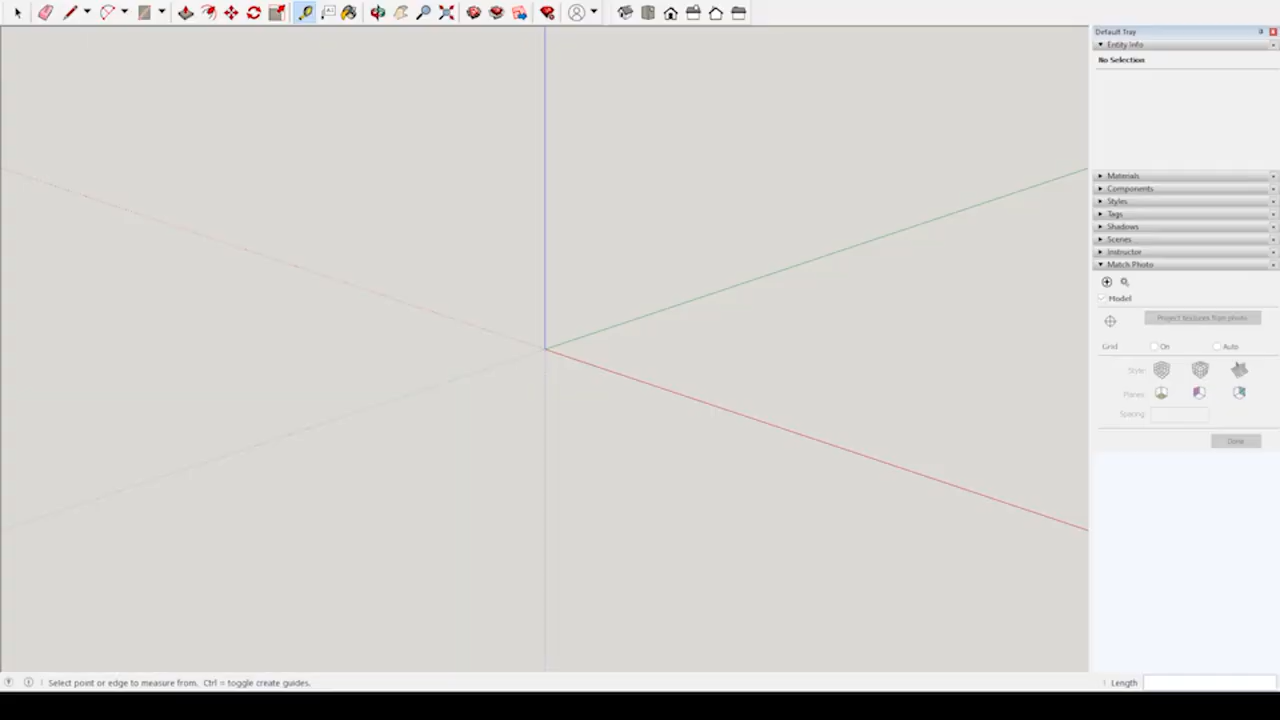 Default Tray
Entity Info
No Selection
Materials
Components
Styles
Tags
Shadows
Scenes
Instructor
Match Photo
Model
Project textures from photo
Grid On Auto
Style:
Planes:
Spacing
Done
Select point or edge to measure from. Ctrl = toggle create guides.
Length